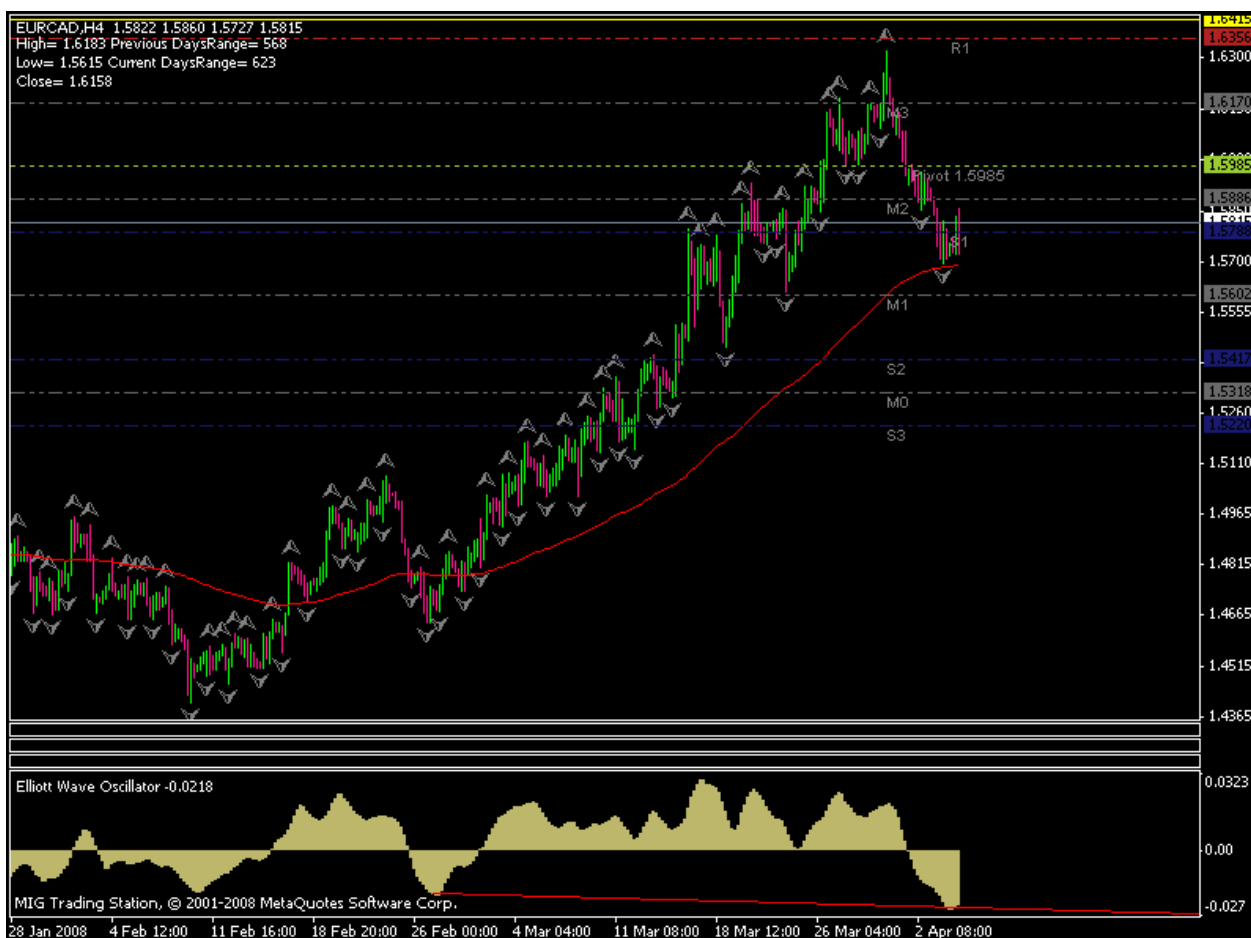 EURCAD,H4 1.5822 1.5860 1.5727 1.5815
High= 1.6183 Previous DaysRange= 568
Low= 1.5615 Current DaysRange= 623
Close= 1.6158
1.6415
1.6356
R1
1.6300
1.6170
M3
1.5985
Pivot 1.5985
1.5886
M2
1.5815
1.5788
S1
1.5700
1.5602
M1
1.5555
1.5417
S2
1.5318
M0
1.5260
1.5220
S3
1.5110
1.4965
1.4815
1.4665
1.4515
1.4365
Elliott Wave Oscillator -0.0218
0.0323
0.00
-0.027
MIG Trading Station, © 2001-2008 MetaQuotes Software Corp.
28 Jan 2008 4 Feb 12:00 11 Feb 16:00 18 Feb 20:00 26 Feb 00:00 4 Mar 04:00 11 Mar 08:00 18 Mar 12:00 26 Mar 04:00 2 Apr 08:00